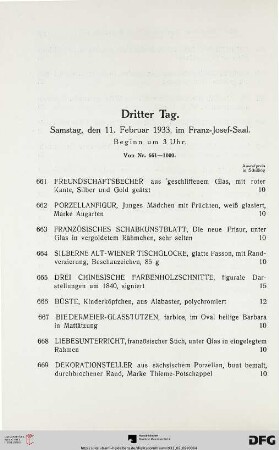 Dritter Tag.
Samstag, den 11. Februar 1933, im Franz-Josef-Saal.
Beginn um 3 Uhr.
Von Nr. 661—1000.
Ausrufpreis
in Schilling
661 FREUNDSCHAFTSBECHER aus geschliffenem Glas, mit roter
Kante, Silber und Gold geätzt 10
662 PORZELLANFIGUR, Junges Mädchen mit Früchten, weiß glasiert,
Marke Augarten 10
663 FRANZÖSISCHES SCHABKUNSTBLATT, Die neue Frisur, unter
Glas in vergoldetem Rähmchen, sehr selten 10
664 SILBERNE ALT-WIENER TISCHGLOCKE, glatte Fasson, mit Rand-
verzierung, Beschauzeichen, 85 g 10
665 DREI CHINESISCHE FARBENHOLZSCHNITTE, figurale Dar-
stellungen um 1840, signiert 15
666 BÜSTE, Kinderköpfchen, aus Alabaster, polychromiert 12
667 BIEDERMEIER-GLASSTUTZEN, farblos, im Oval heilige Barbara
in Mattätzung 10
668 LIEBESUNTERRICHT, französischer Stich, unter Glas in eingelegtem
Rahmen 10
669 DEKORATIONSTELLER aus sächsischem Porzellan, bunt bemalt,
durchbrochener Rand, Marke Thieme-Potschappel 10
DFG